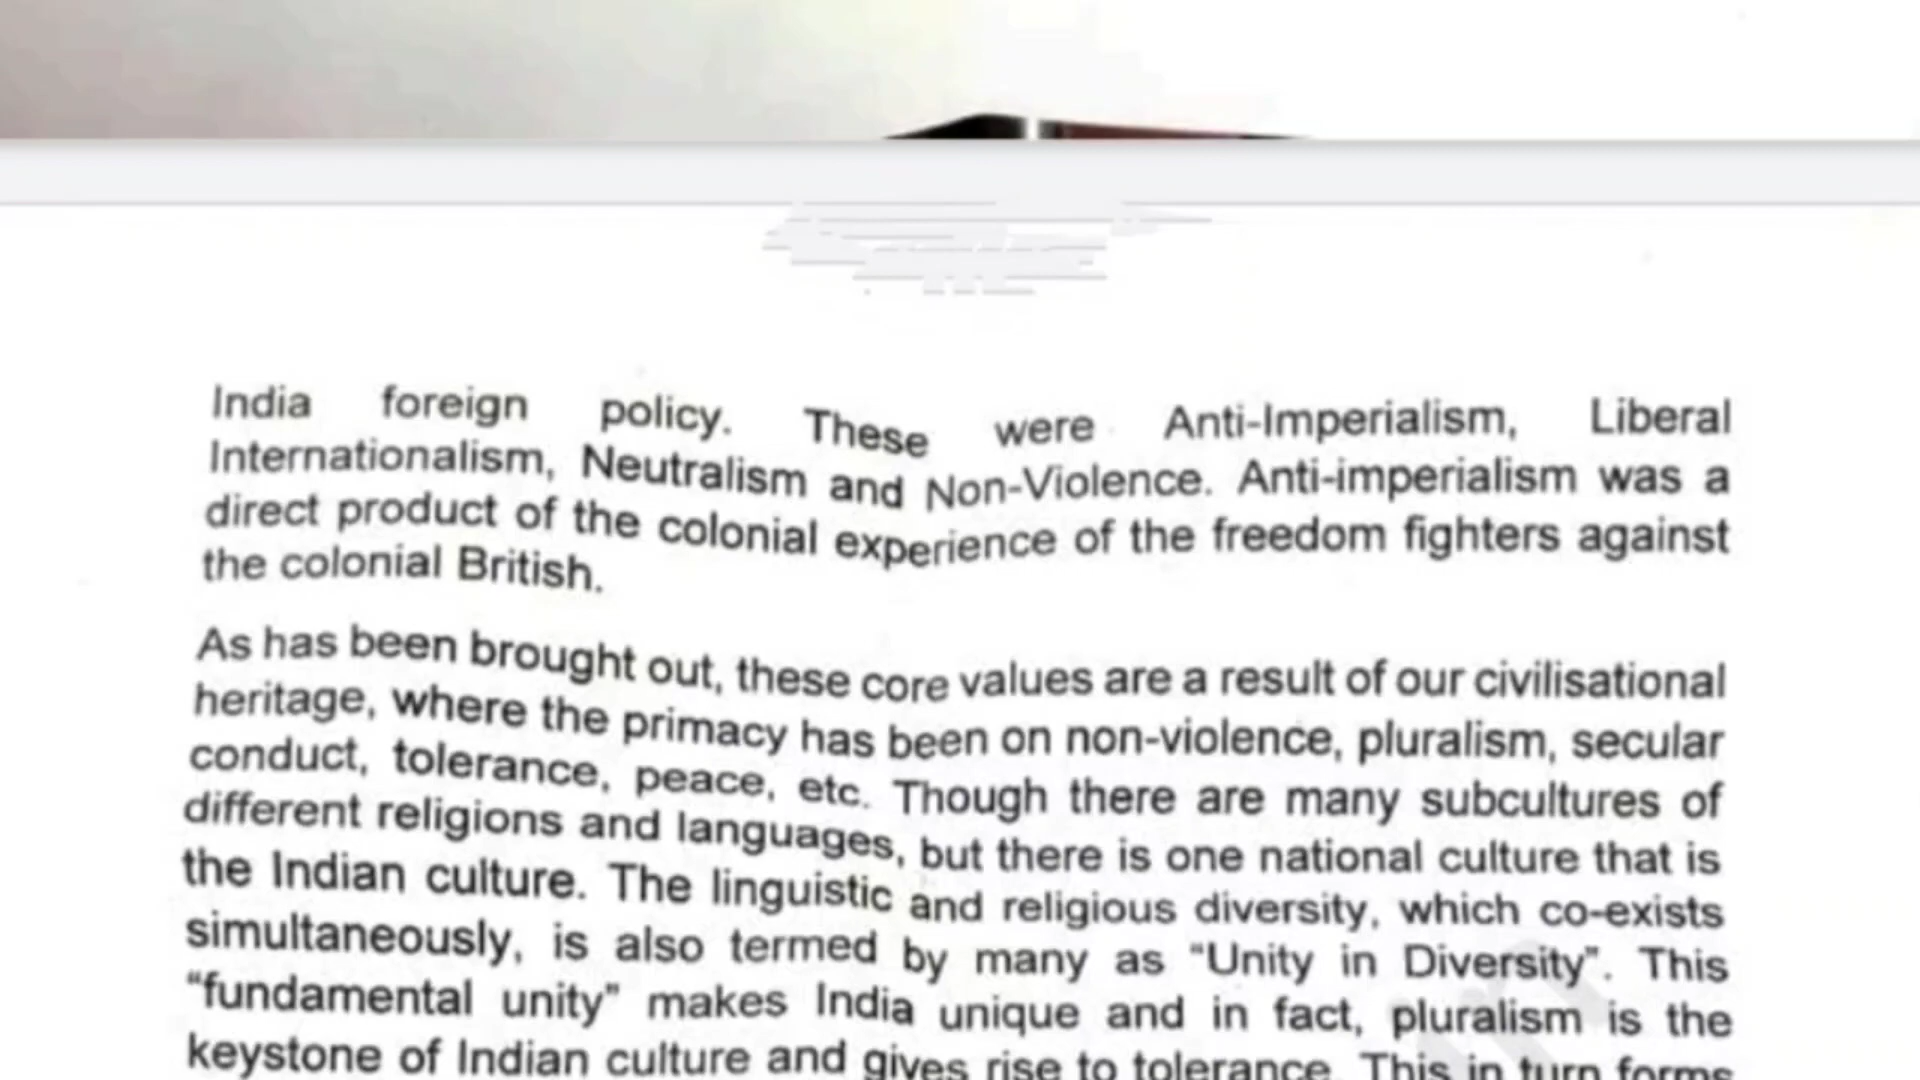 India foreign policy. These were Anti-Imperialism, Liberal
Internationalism, Neutralism and Non-Violence. Anti-imperialism was a
direct product of the colonial experience of the freedom fighters against
the colonial British.
As has been brought out, these core values are a result of our civilisational
heritage, where the primacy has been on non-violence, pluralism, secular
conduct, tolerance, peace, etc. Though there are many subcultures of
different religions and languages, but there is one national culture that is
the Indian culture. The linguistic and religious diversity, which co-exists
simultaneously, is also termed by many as “Unity in Diversity”. This
“fundamental unity” makes India unique and in fact, pluralism is the
keystone of Indian culture and gives rise to tolerance. This in turn forms